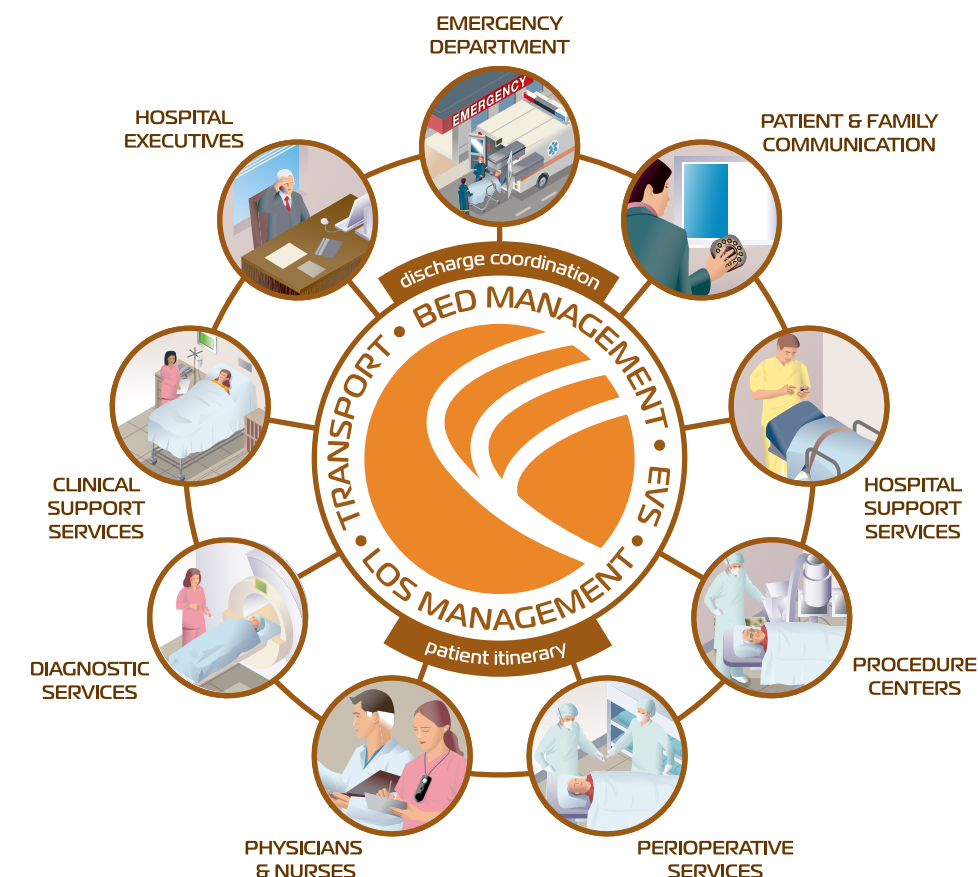 EMERGENCY
DEPARTMENT
EMERGENCY
HOSPITAL
EXECUTIVES
PATIENT & FAMILY
COMMUNICATION
discharge coordination
TRANSPORT • BED MANAGEMENT • EVS • LOS MANAGEMENT •
patient itinerary
CLINICAL
SUPPORT
SERVICES
HOSPITAL
SUPPORT
SERVICES
DIAGNOSTIC
SERVICES
PROCEDURE
CENTERS
PHYSICIANS
& NURSES
PERIOPERATIVE
SERVICES